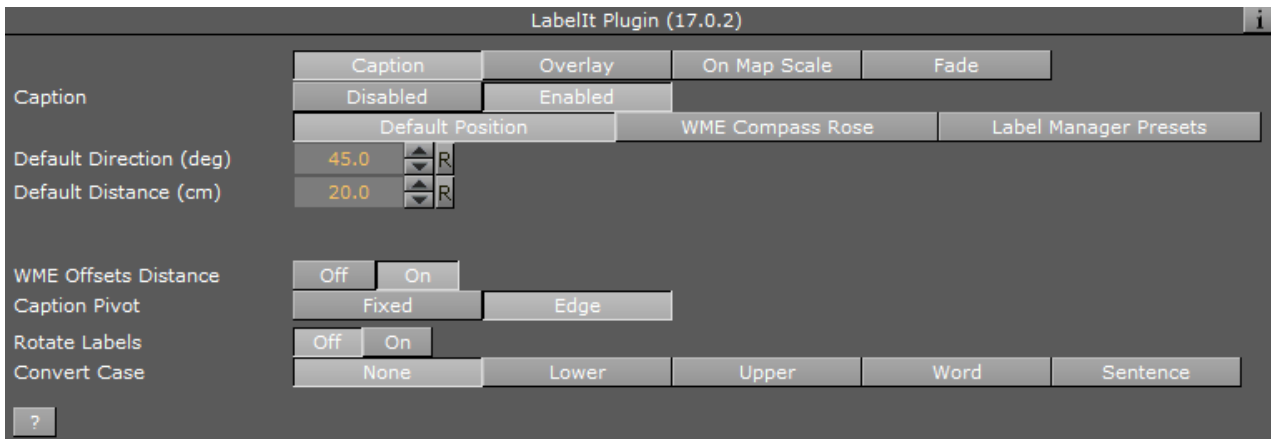 LabelIt Plugin (17.0.2) i
Caption Overlay On Map Scale Fade
Caption Disabled Enabled
Default Position WME Compass Rose Label Manager Presets
Default Direction (deg) 45.0 R
Default Distance (cm) 20.0 R
WME Offsets Distance Off On
Caption Pivot Fixed Edge
Rotate Labels Off On
Convert Case None Lower Upper Word Sentence
?